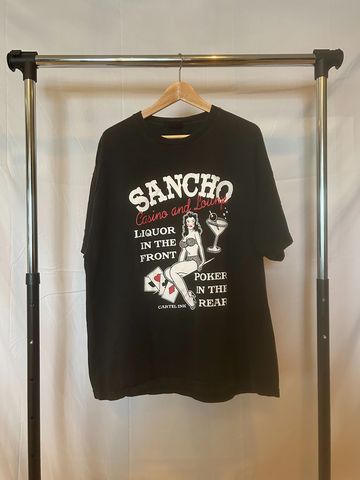 SANCHO
Casino and Lounge
LIQUOR
IN THE
FRONT
POKER
IN THE
REAR
CARTEL INK